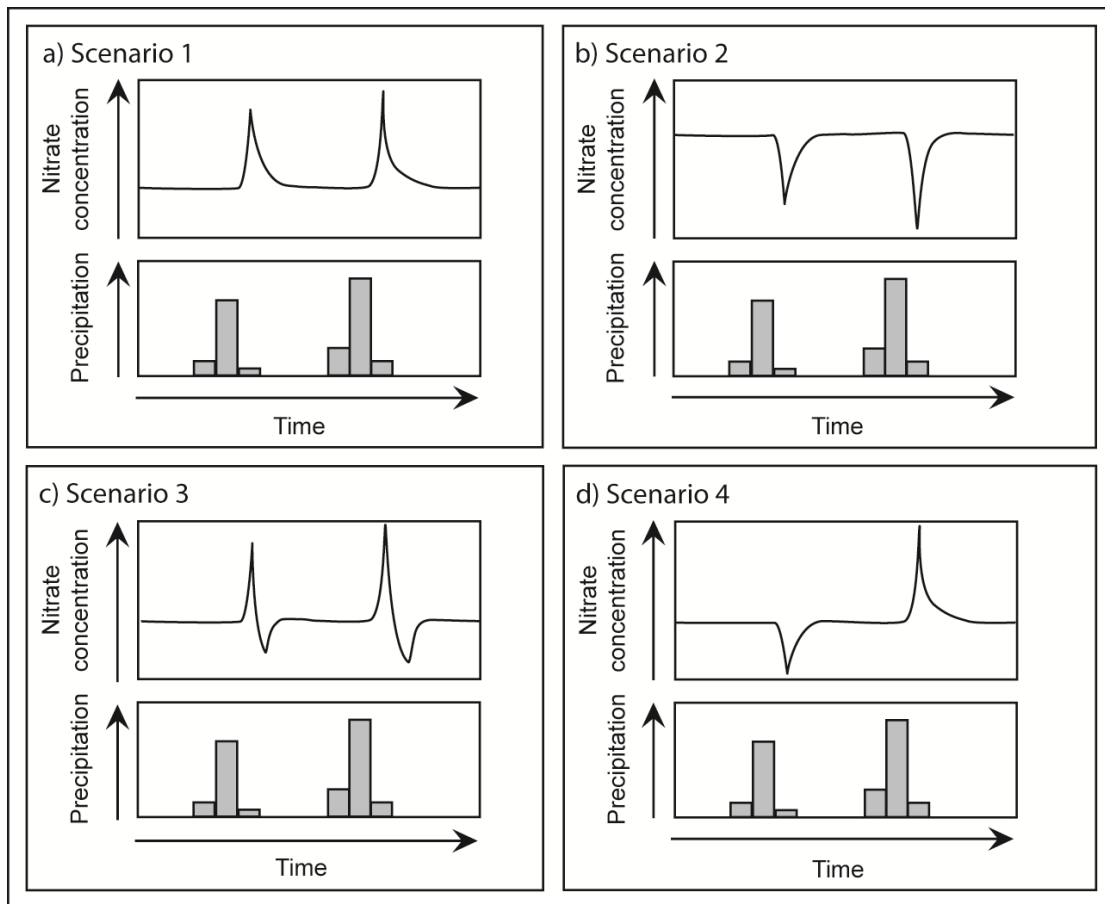 a) Scenario 1
Nitrate
concentration
Precipitation
Time
b) Scenario 2
Nitrate
concentration
Precipitation
Time
c) Scenario 3
Nitrate
concentration
Precipitation
Time
d) Scenario 4
Nitrate
concentration
Precipitation
Time